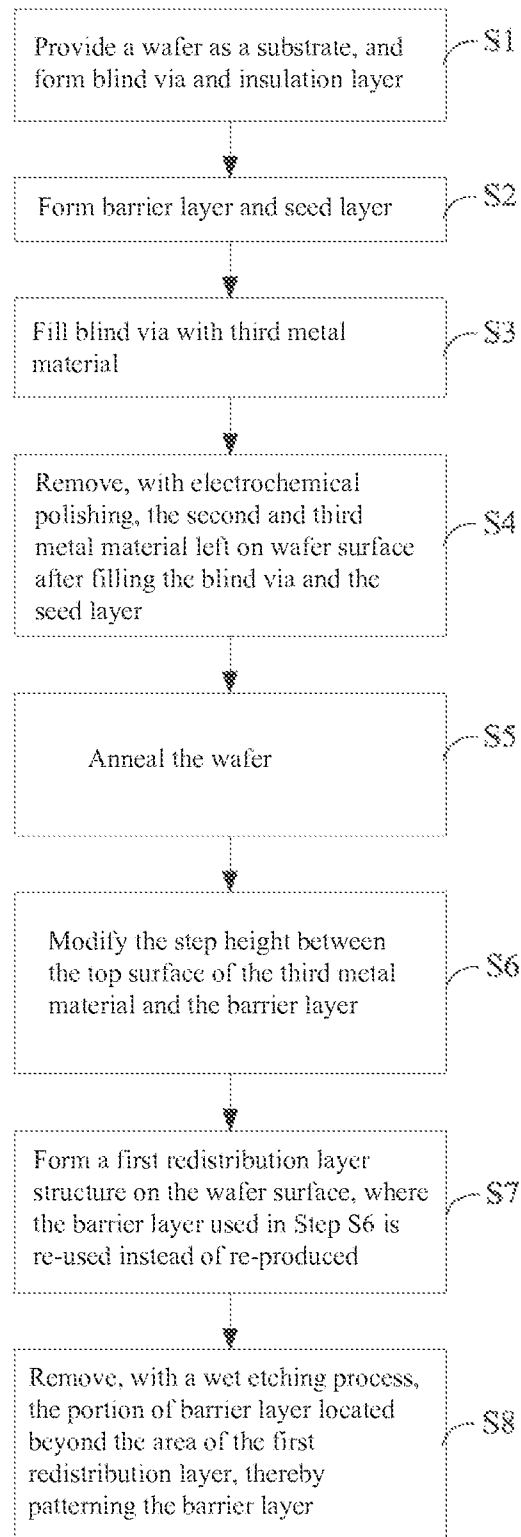 Provide a wafer as a substrate, and
form blind via and insulation layer
S1
Form barrier layer and seed layer
S2
Fill blind via with third metal
material
S3
Remove, with electrochemical
polishing, the second and third
metal material left on wafer surface
after filling the blind via and the
seed layer
S4
Anneal the wafer
S5
Modify the step height between
the top surface of the third metal
material and the barrier layer
S6
Form a first redistribution layer
structure on the wafer surface, where
the barrier layer used in Step S6 is
re-used instead of re-produced
S7
Remove, with a wet etching process,
the portion of barrier layer located
beyond the area of the first
redistribution layer, thereby
patterning the barrier layer
S8